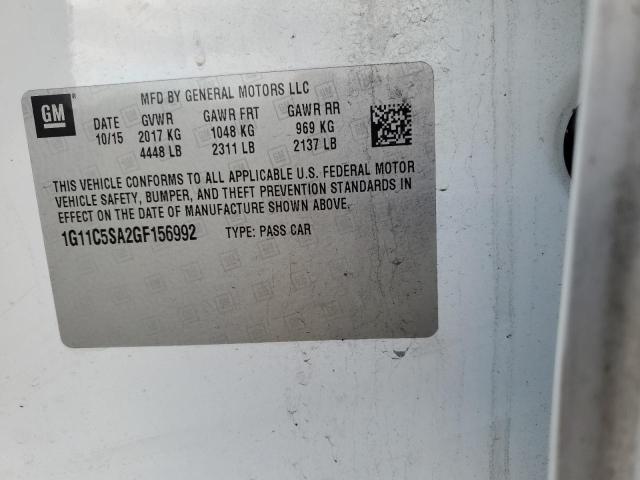 GM
MFD BY GENERAL MOTORS LLC
DATE GVWR GAWR FRT GAWR RR
10/15 2017 KG 1048 KG 969 KG
4448 LB 2311 LB 2137 LB
THIS VEHICLE CONFORMS TO ALL APPLICABLE U.S. FEDERAL MOTOR
VEHICLE SAFETY, BUMPER, AND THEFT PREVENTION STANDARDS IN
EFFECT ON THE DATE OF MANUFACTURE SHOWN ABOVE.
1G11C5SA2GF156992 TYPE: PASS CAR